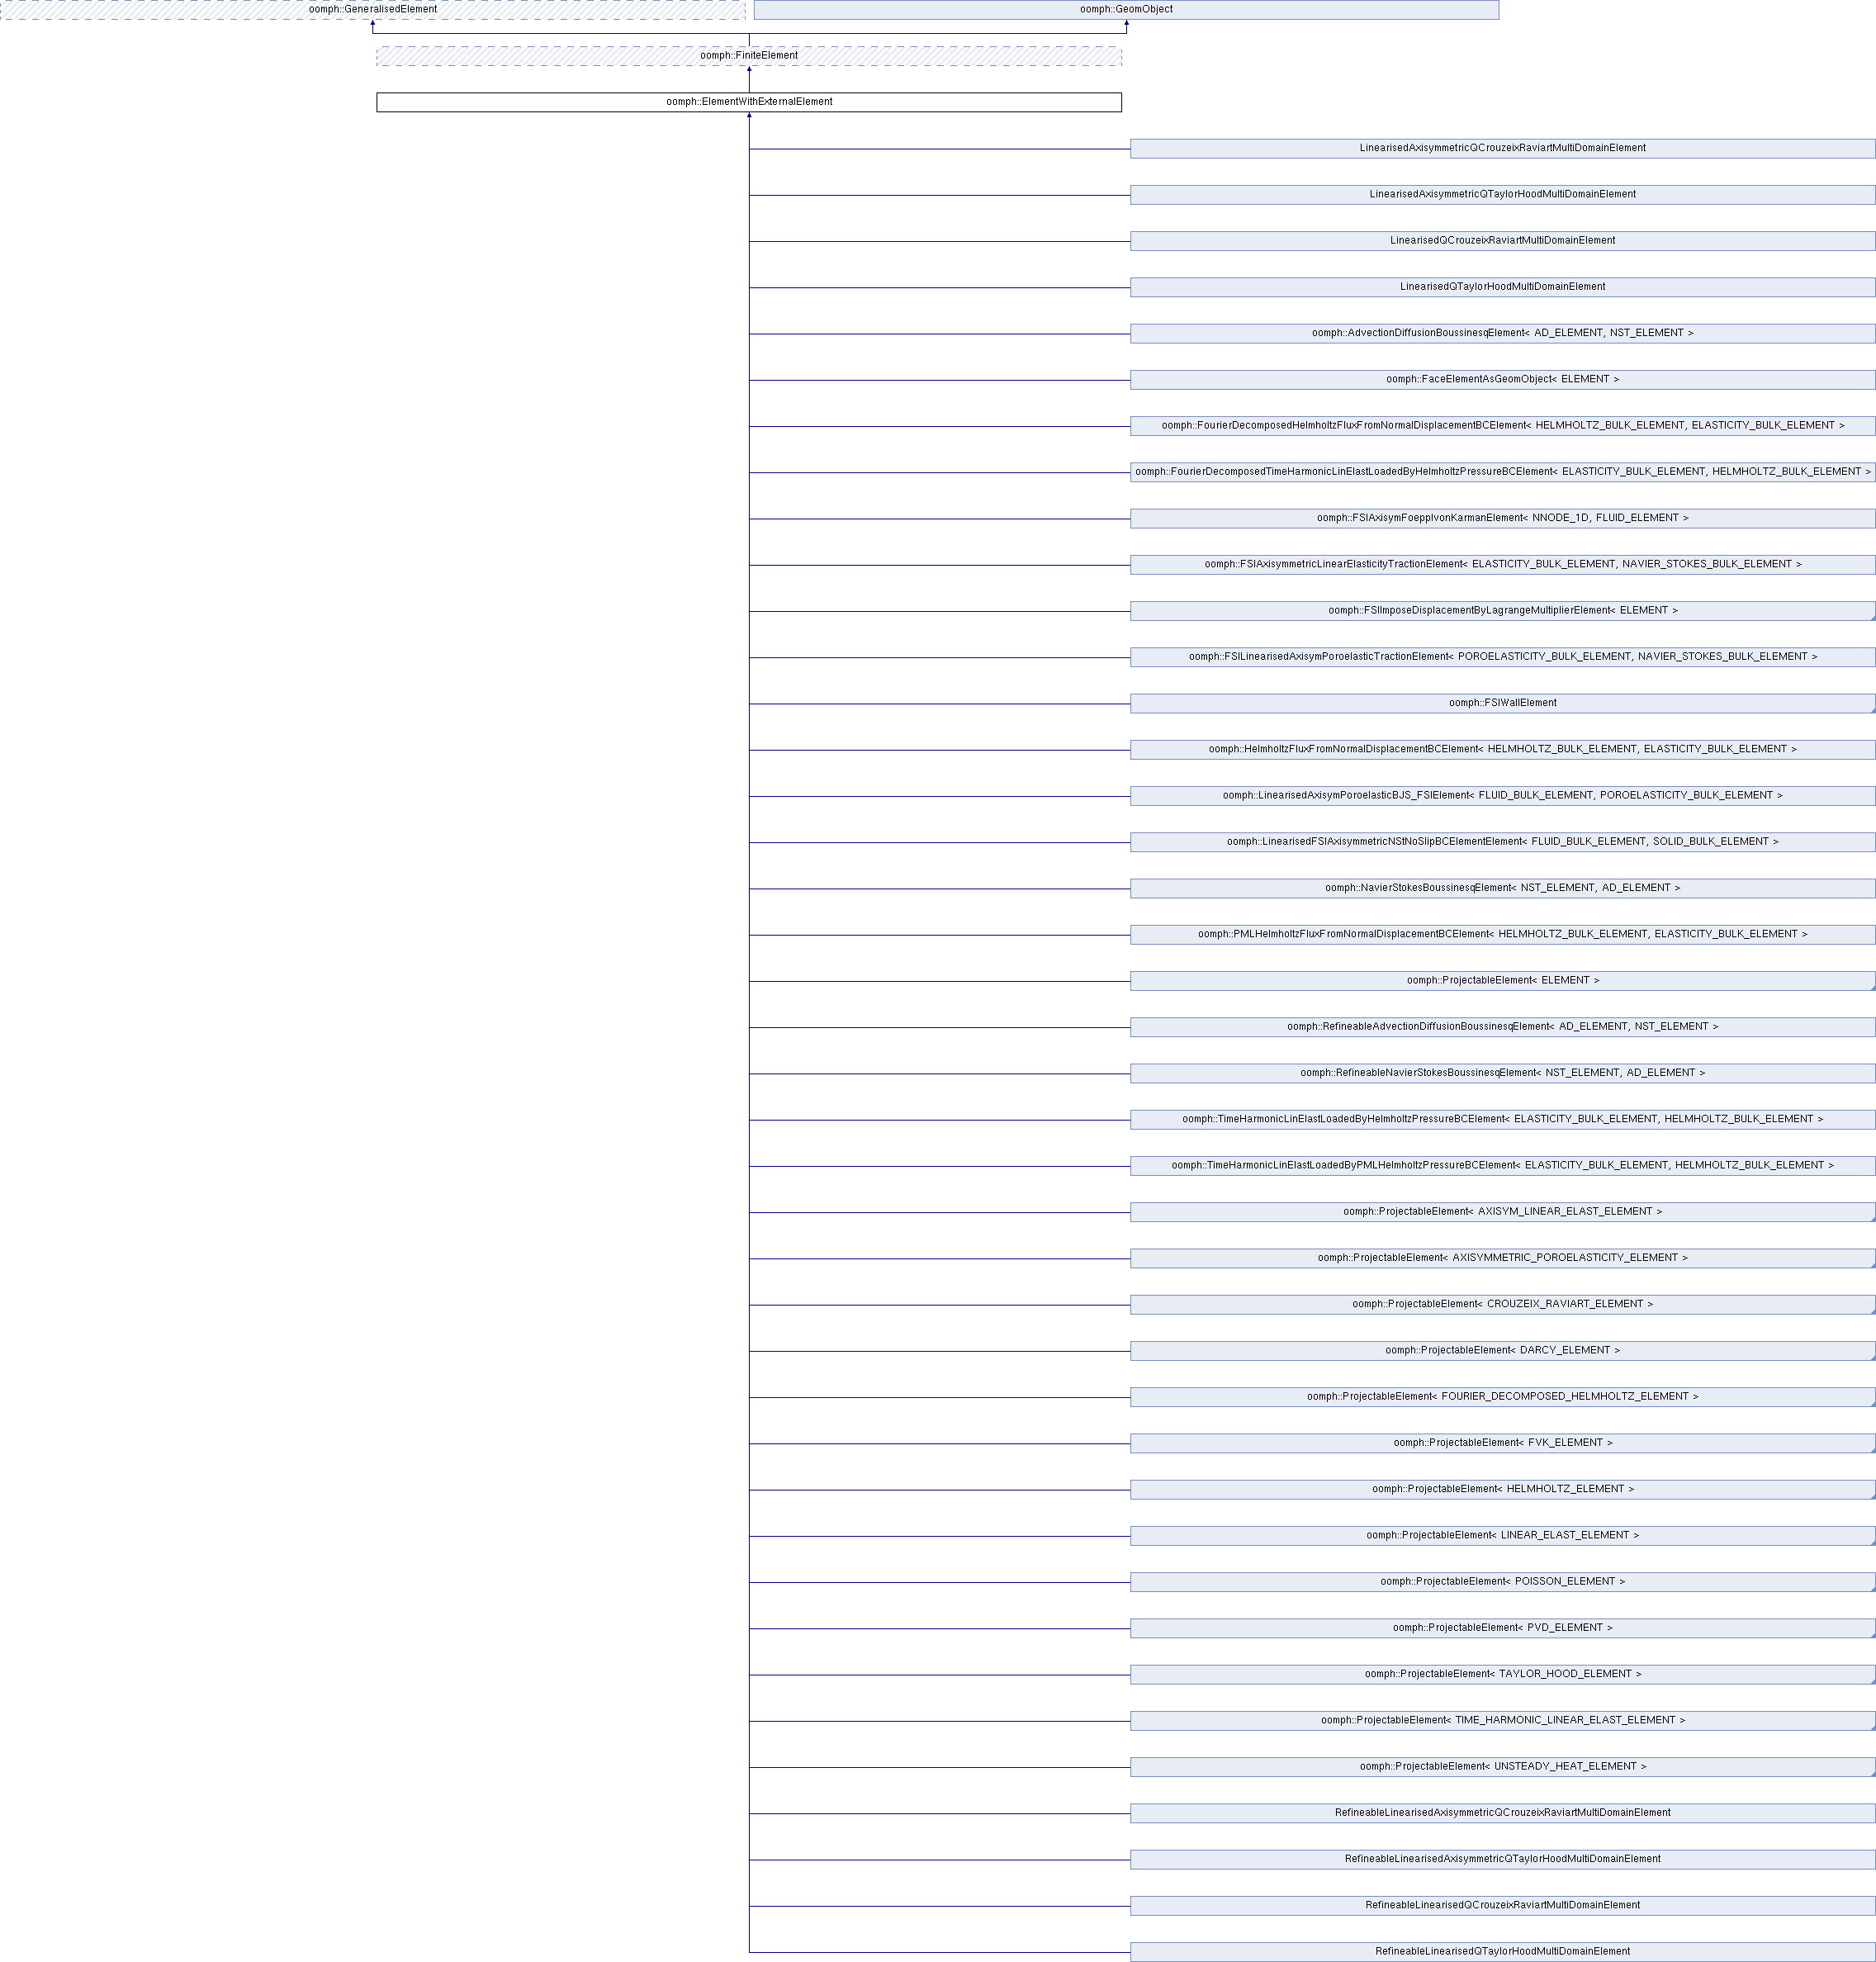 oomph::GeneralisedElement
oomph::GeomObject
oomph::FiniteElement
oomph::ElementWithExternalElement
LinearisedAxisymmetricQCrouzeixRaviartMultiDomainElement
LinearisedAxisymmetricQTaylorHoodMultiDomainElement
LinearisedQCrouzeixRaviartMultiDomainElement
LinearisedQTaylorHoodMultiDomainElement
oomph::AdvectionDiffusionBoussinesqElement< AD_ELEMENT, NST_ELEMENT >
oomph::FaceElementAsGeomObject< ELEMENT >
oomph::FourierDecomposedHelmholtzFluxFromNormalDisplacementBCElement< HELMHOLTZ_BULK_ELEMENT, ELASTICITY_BULK_ELEMENT >
oomph::FourierDecomposedTimeHarmonicLinElastLoadedByHelmholtzPressureBCElement< ELASTICITY_BULK_ELEMENT, HELMHOLTZ_BULK_ELEMENT >
oomph::FSIAxisymFoepplvonKarmanElement< NNODE_1D, FLUID_ELEMENT >
oomph::FSIAxisymmetricLinearElasticityTractionElement< ELASTICITY_BULK_ELEMENT, NAVIER_STOKES_BULK_ELEMENT >
oomph::FSIImposeDisplacementByLagrangeMultiplierElement< ELEMENT >
oomph::FSILinearisedAxisymPoroelasticTractionElement< POROELASTICITY_BULK_ELEMENT, NAVIER_STOKES_BULK_ELEMENT >
oomph::FSIWallElement
oomph::HelmholtzFluxFromNormalDisplacementBCElement< HELMHOLTZ_BULK_ELEMENT, ELASTICITY_BULK_ELEMENT >
oomph::LinearisedAxisymPoroelasticBJS_FSIElement< FLUID_BULK_ELEMENT, POROELASTICITY_BULK_ELEMENT >
oomph::LinearisedFSIAxisymmetricNStNoSlipBCElementElement< FLUID_BULK_ELEMENT, SOLID_BULK_ELEMENT >
oomph::NavierStokesBoussinesqElement< NST_ELEMENT, AD_ELEMENT >
oomph::PMLHelmholtzFluxFromNormalDisplacementBCElement< HELMHOLTZ_BULK_ELEMENT, ELASTICITY_BULK_ELEMENT >
oomph::ProjectableElement< ELEMENT >
oomph::RefineableAdvectionDiffusionBoussinesqElement< AD_ELEMENT, NST_ELEMENT >
oomph::RefineableNavierStokesBoussinesqElement< NST_ELEMENT, AD_ELEMENT >
oomph::TimeHarmonicLinElastLoadedByHelmholtzPressureBCElement< ELASTICITY_BULK_ELEMENT, HELMHOLTZ_BULK_ELEMENT >
oomph::TimeHarmonicLinElastLoadedByPMLHelmholtzPressureBCElement< ELASTICITY_BULK_ELEMENT, HELMHOLTZ_BULK_ELEMENT >
oomph::ProjectableElement< AXISYM_LINEAR_ELAST_ELEMENT >
oomph::ProjectableElement< AXISYMMETRIC_POROELASTICITY_ELEMENT >
oomph::ProjectableElement< CROUZEIX_RAVIART_ELEMENT >
oomph::ProjectableElement< DARCY_ELEMENT >
oomph::ProjectableElement< FOURIER_DECOMPOSED_HELMHOLTZ_ELEMENT >
oomph::ProjectableElement< FVK_ELEMENT >
oomph::ProjectableElement< HELMHOLTZ_ELEMENT >
oomph::ProjectableElement< LINEAR_ELAST_ELEMENT >
oomph::ProjectableElement< POISSON_ELEMENT >
oomph::ProjectableElement< PVD_ELEMENT >
oomph::ProjectableElement< TAYLOR_HOOD_ELEMENT >
oomph::ProjectableElement< TIME_HARMONIC_LINEAR_ELAST_ELEMENT >
oomph::ProjectableElement< UNSTEADY_HEAT_ELEMENT >
RefineableLinearisedAxisymmetricQCrouzeixRaviartMultiDomainElement
RefineableLinearisedAxisymmetricQTaylorHoodMultiDomainElement
RefineableLinearisedQCrouzeixRaviartMultiDomainElement
RefineableLinearisedQTaylorHoodMultiDomainElement